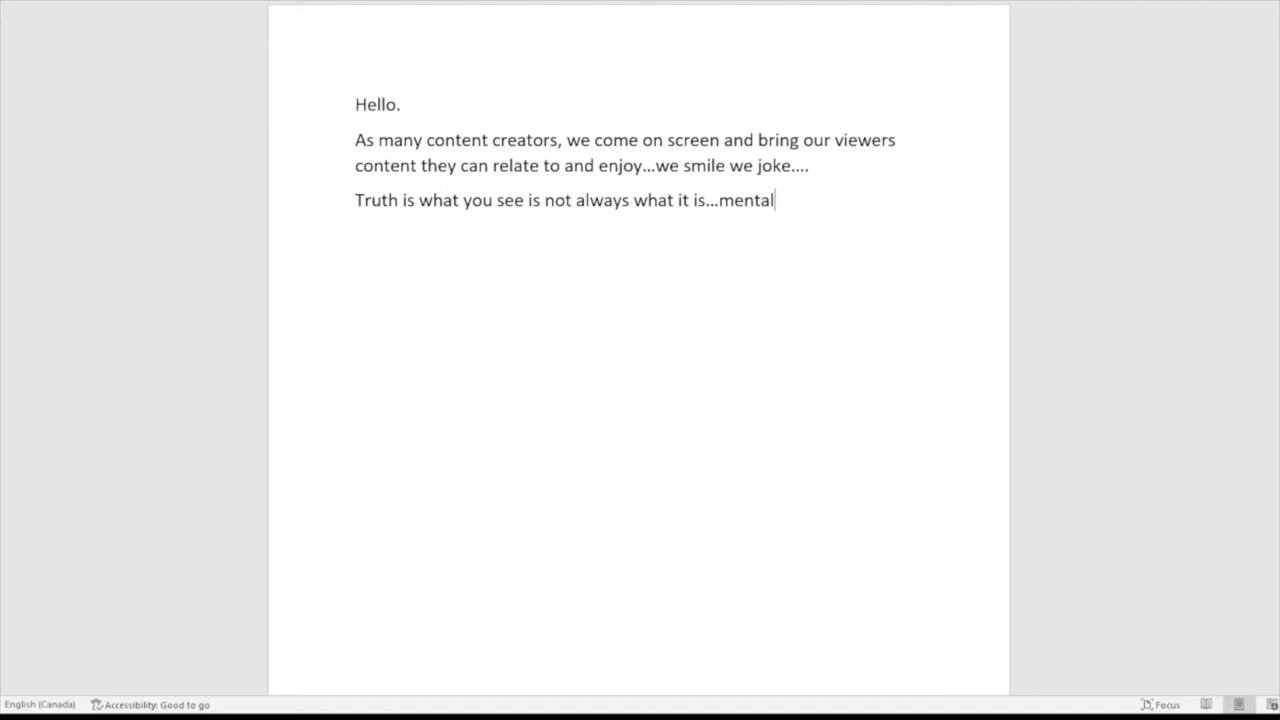 Hello.
As many content creators, we come on screen and bring our viewers
content they can relate to and enjoy...we smile we joke....
Truth is what you see is not always what it is...mental
English (Canada) Accessibility: Good to go Focus